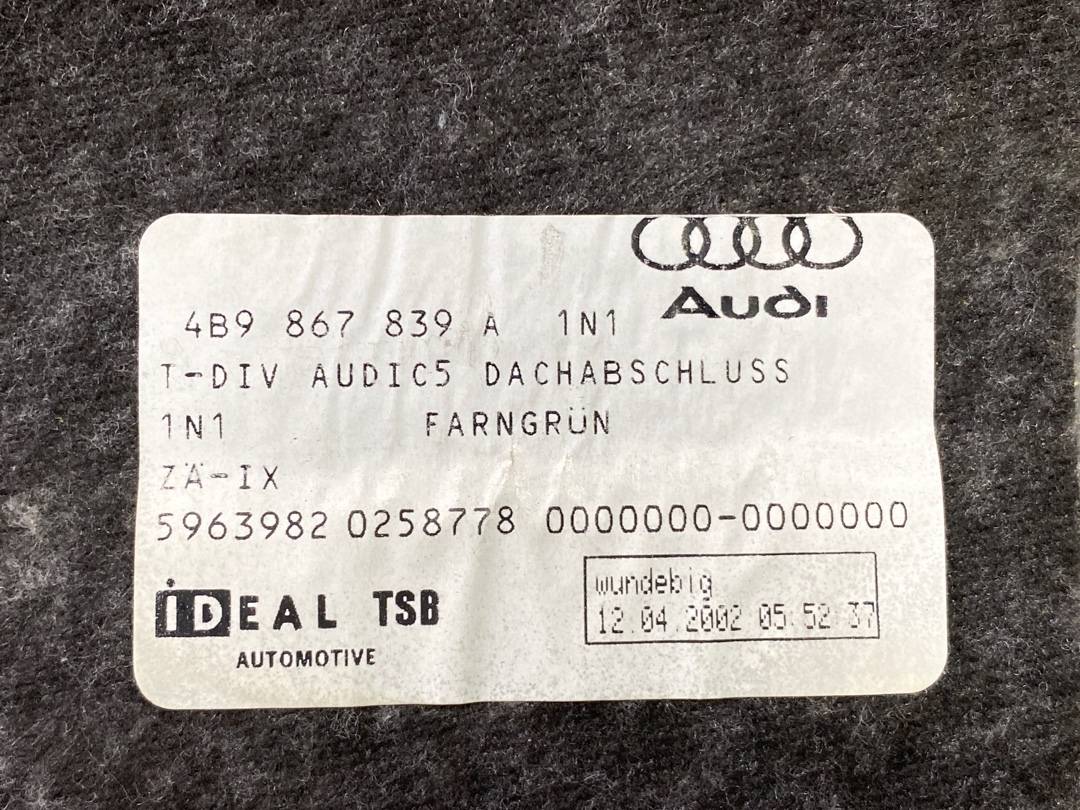 Audi
4B9 867 839 A 1N1
T-DIV AUDIC5 DACHABSCHLUSS
1N1 FARNGRÜN
ZÄ-IX
5963982 0258778 0000000-0000000
wundebig
12.04.2002 05:52:37
iDEAL TSB
AUTOMOTIVE